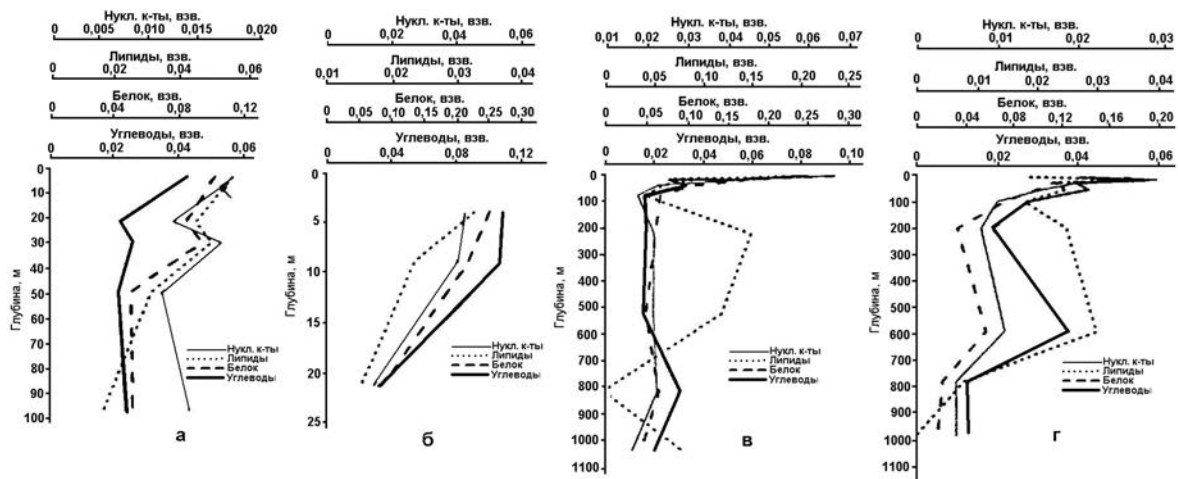 Нукл. к-ты, взв.
0 0,005 0,010 0,015 0,020
Липиды, взв.
0 0,02 0,04 0,06
Белок, взв.
0 0,04 0,08 0,12
Углеводы, взв.
0 0,02 0,04 0,06
Глубина, м
0
10
20
30
40
50
60
70
80
90
100
Нукл. к-ты
Липиды
Белок
Углеводы
а
Нукл. к-ты, взв.
0 0,02 0,04 0,06
Липиды, взв.
0,01 0,02 0,03 0,04
Белок, взв.
0 0,05 0,10 0,15 0,20 0,25 0,30
Углеводы, взв.
0 0,04 0,08 0,12
Глубина, м
0
5
10
15
20
25
Нукл. к-ты
Липиды
Белок
Углеводы
б
Нукл. к-ты, взв.
0,01 0,02 0,03 0,04 0,05 0,06 0,07
Липиды, взв.
0 0,05 0,10 0,15 0,20 0,25
Белок, взв.
0 0,05 0,10 0,15 0,20 0,25 0,30
Углеводы, взв.
0 0,02 0,04 0,06 0,10
Глубина, м
0
100
200
300
400
500
600
700
800
900
1000
1100
Нукл. к-ты
Липиды
Белок
Углеводы
в
Нукл. к-ты, взв.
0 0,01 0,02 0,03
Липиды, взв.
0 0,01 0,02 0,03 0,04
Белок, взв.
0 0,04 0,08 0,12 0,16 0,20
Углеводы, взв.
0 0,02 0,04 0,06
Глубина, м
0
100
200
300
400
500
600
700
800
900
1000
1100
Нукл. к-ты
Липиды
Белок
Углеводы
г